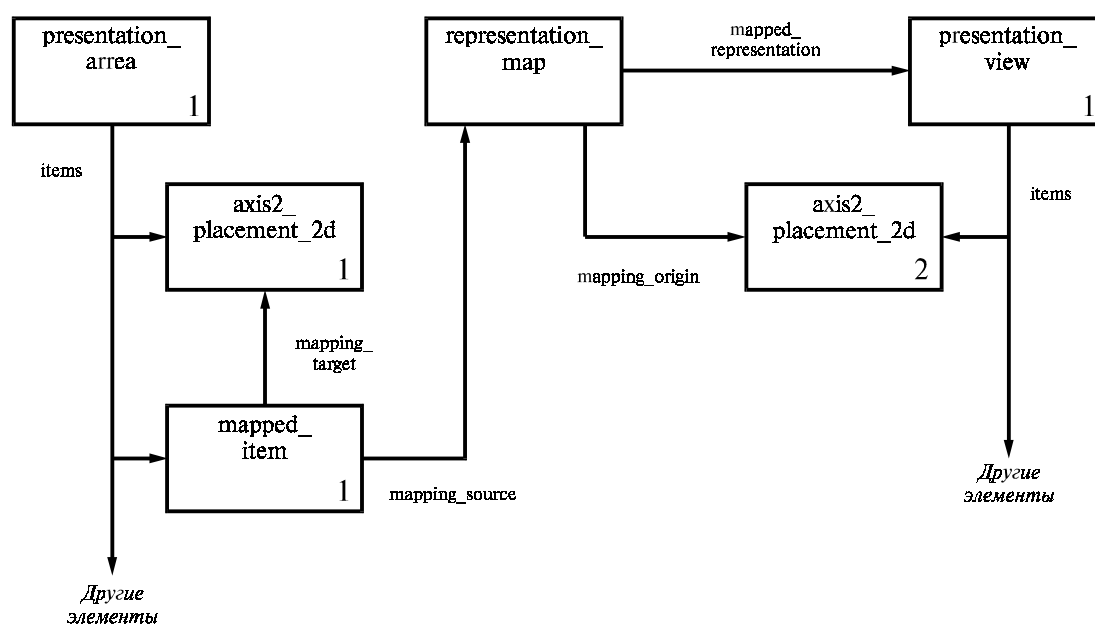 presentation_
arrea
1
representation_
map
mapped_
representation
presentation_
view
1
items
axis2_
placement_2d
1
axis2_
placement_2d
2
items
mapping_origin
mapping_
target
mapped_
item
1
mapping_source
Другие
элементы
Другие
элементы